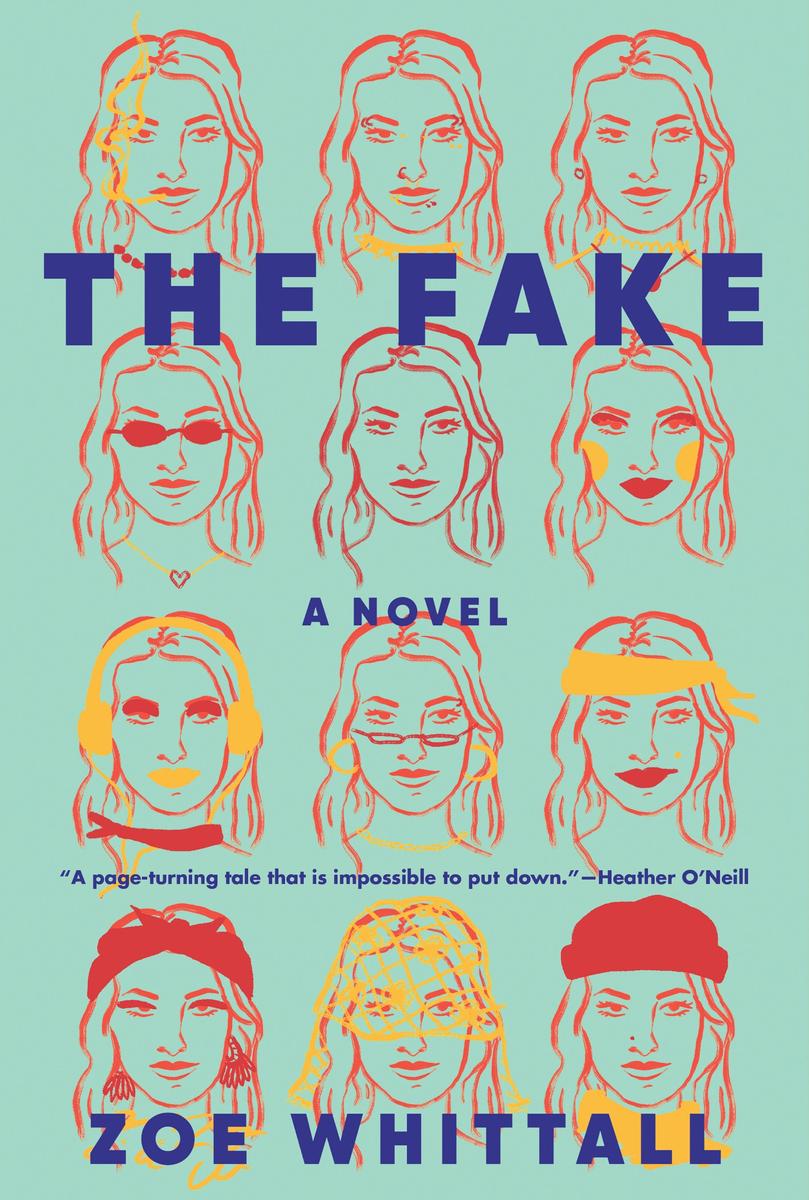 THE FAKE
A NOVEL
“A page-turning tale that is impossible to put down.”—Heather O’Neill
ZOE WHITTALL